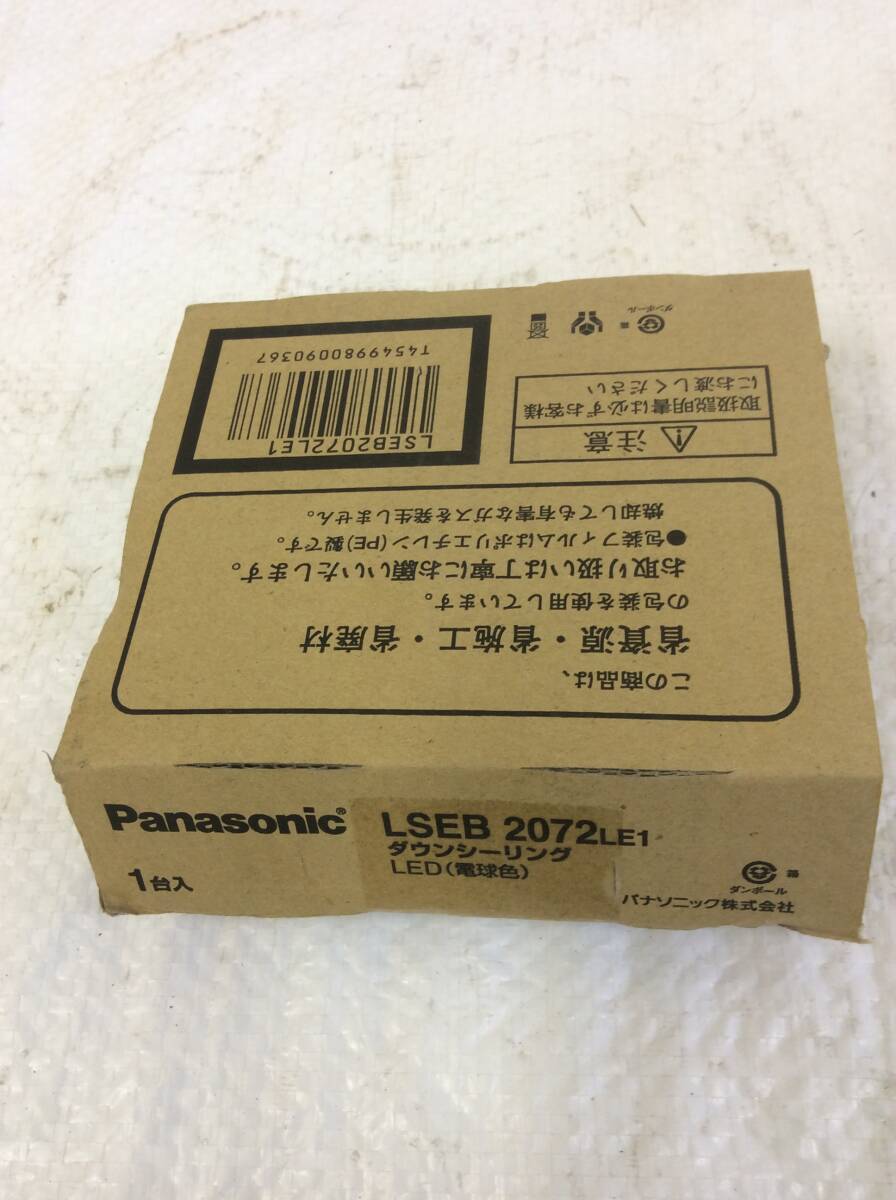 Panasonic®
LSEB 2072LE1
ダウンシーリング
LED(電球色)
1台入
ダンボール
パナソニック株式会社
この商品は、
省資源・省施工・省廃材
の包装を使用しています。
お取り扱いは丁寧にお願いいたします。
●包装フィルムはポリエチレン(PE)製です。
焼却しても有害なガスを発生しません。
LSEB2072LE1
T4549980090367
注意
取扱説明書は必ずお客様
にお渡しください
ダンボール